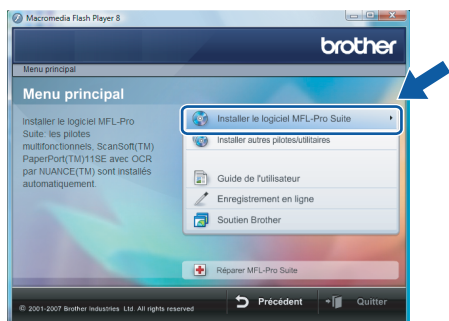 Macromedia Flash Player 8
brother
Menu principal
Menu principal
Installer le logiciel MFL-Pro
Suite: les pilotes
multifonctionnels, ScanSoft(TM)
PaperPort(TM)11SE avec OCR
par NUANCE(TM) sont installés
automatiquement.
Installer le logiciel MFL-Pro Suite
Installer autres pilotes/utilitaires
Guide de l'utilisateur
Enregistrement en ligne
Soutien Brother
Réparer MFL-Pro Suite
© 2001-2007 Brother Industries Ltd. All rights reserved
Précédent
Quitter